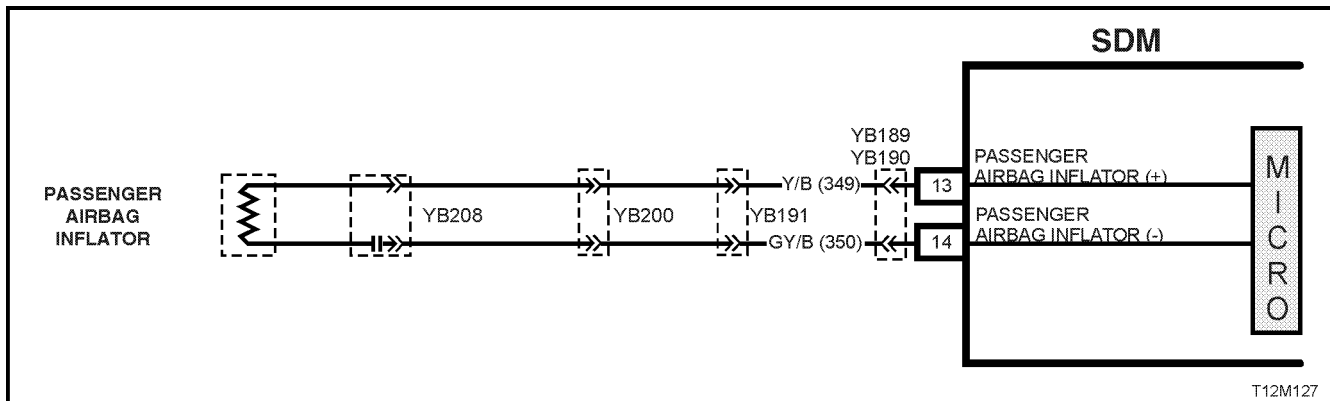 SDM
YB189
YB190
PASSENGER
AIRBAG INFLATOR (+)
Y/B (349)
13
PASSENGER
AIRBAG
INFLATOR
YB208
YB200
YB191
PASSENGER
AIRBAG INFLATOR (-)
GY/B (350)
14
MICRO
T12M127